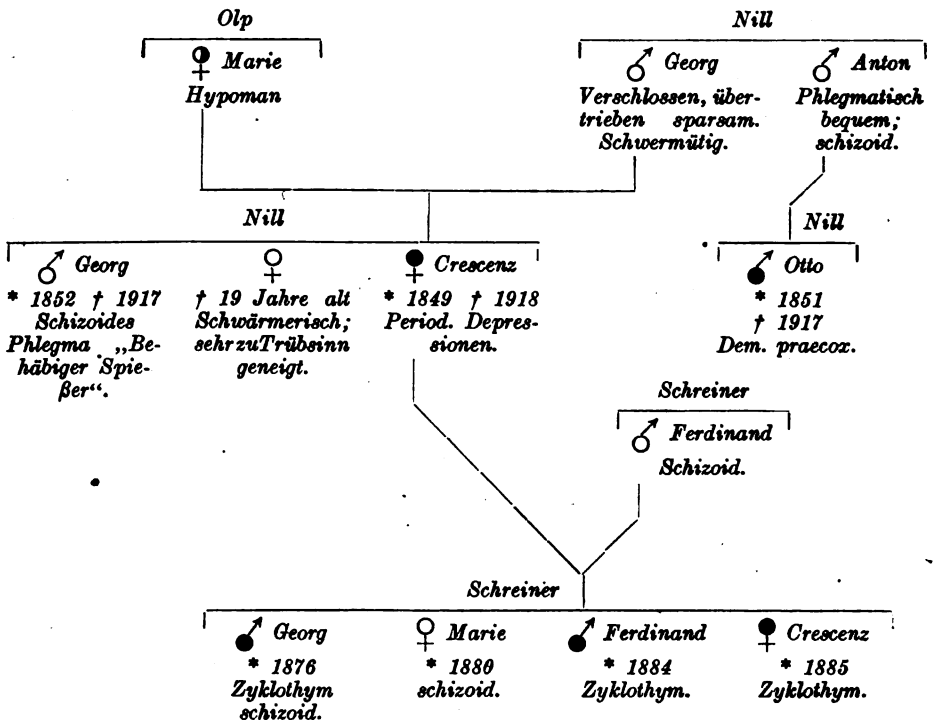 Olp
Marie
Hypoman
Nill
Georg
Verschlossen, über-
trieben sparsam.
Schwermütig.
Anton
Phlegmatisch
bequem;
schizoid.
Nill
Georg
* 1852 † 1917
Schizoides
Phlegma „Be-
häbiger Spie-
ßer“.
† 19 Jahre alt
Schwärmerisch;
sehr zu Trübsinn
geneigt.
Crescenz
* 1849 † 1918
Period. Depres-
sionen.
Nill
Otto
* 1851
† 1917
Dem. praecox.
Schreiner
Ferdinand
Schizoid.
Schreiner
Georg
* 1876
Zyklothym
schizoid.
Marie
* 1880
schizoid.
Ferdinand
* 1884
Zyklothym.
Crescenz
* 1885
Zyklothym.